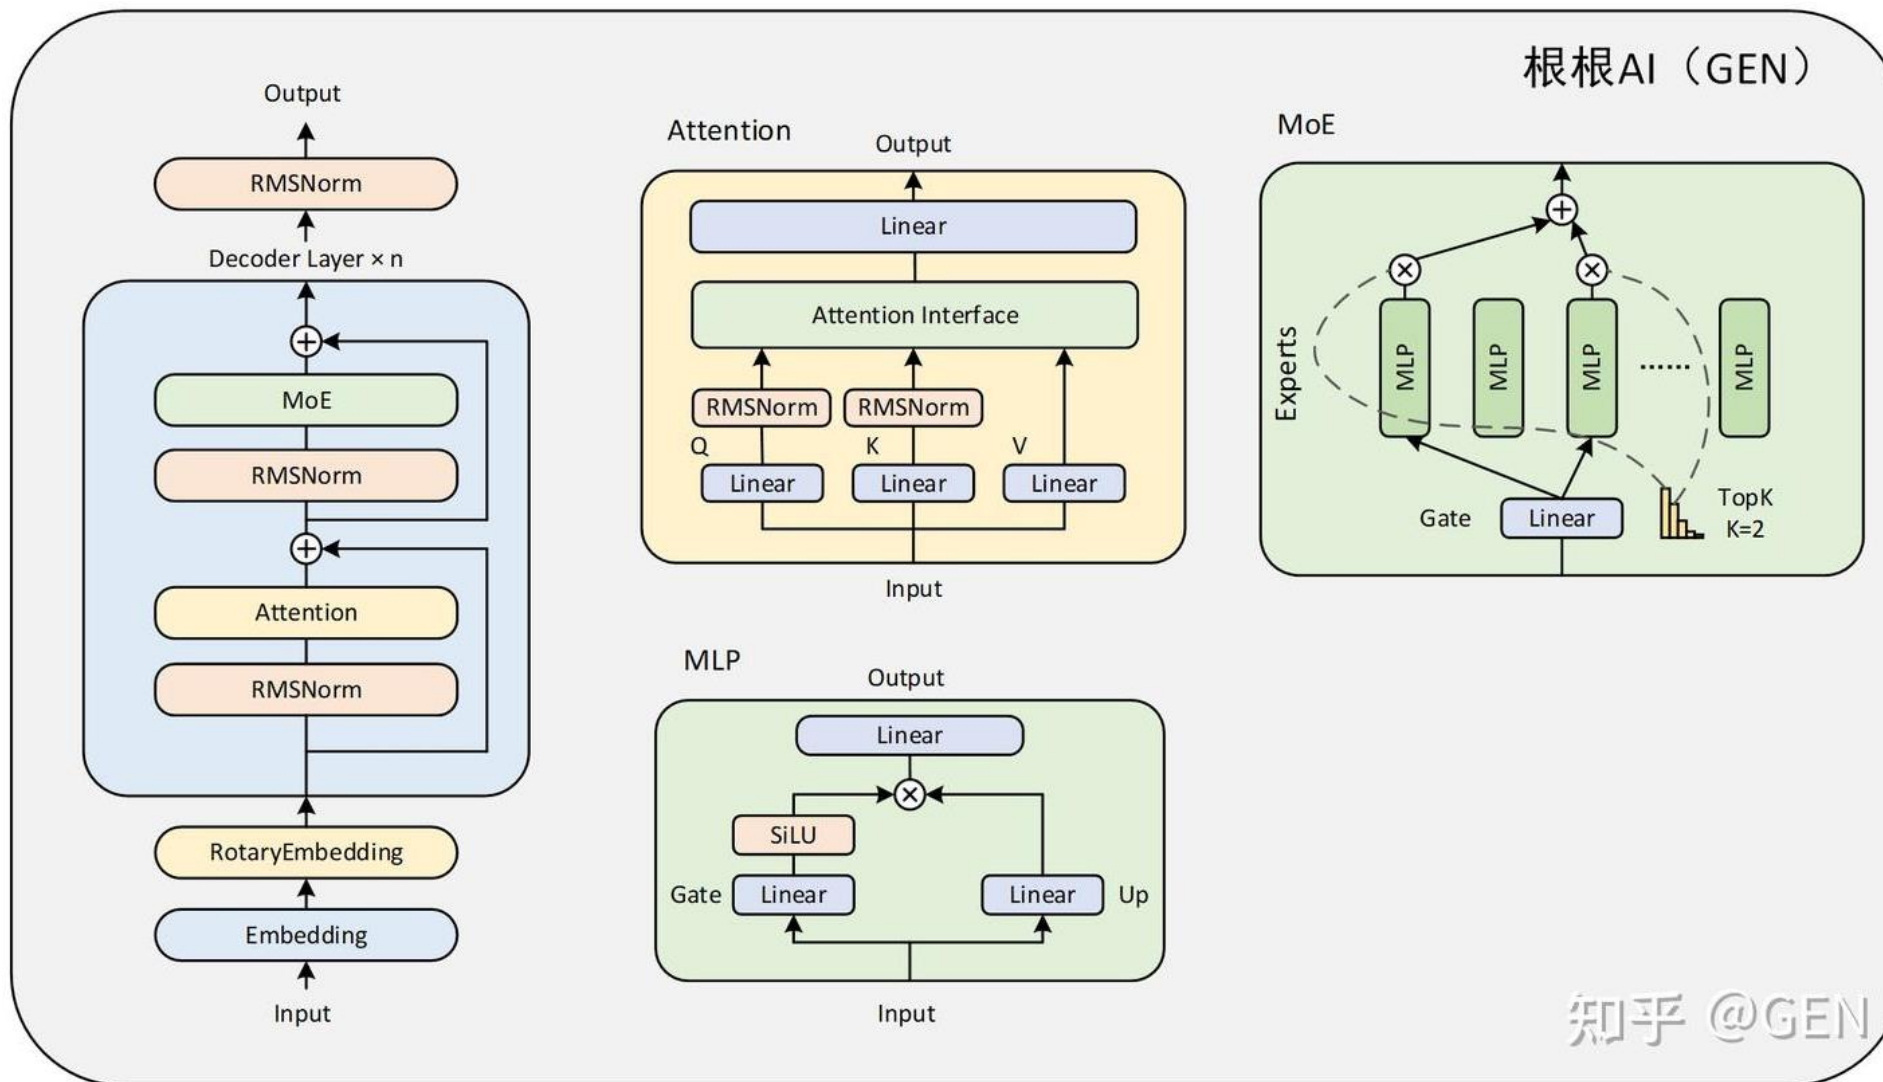 根根AI（GEN）
Output
RMSNorm
Decoder Layer × n
MoE
RMSNorm
Attention
RMSNorm
RotaryEmbedding
Embedding
Input
Attention
Output
Linear
Attention Interface
RMSNorm RMSNorm
Q K V
Linear Linear Linear
Input
MLP
Output
Linear
SiLU
Gate Linear Linear Up
Input
MoE
Experts
MLP MLP MLP ...... MLP
Gate Linear
TopK
K=2
知乎 @GEN